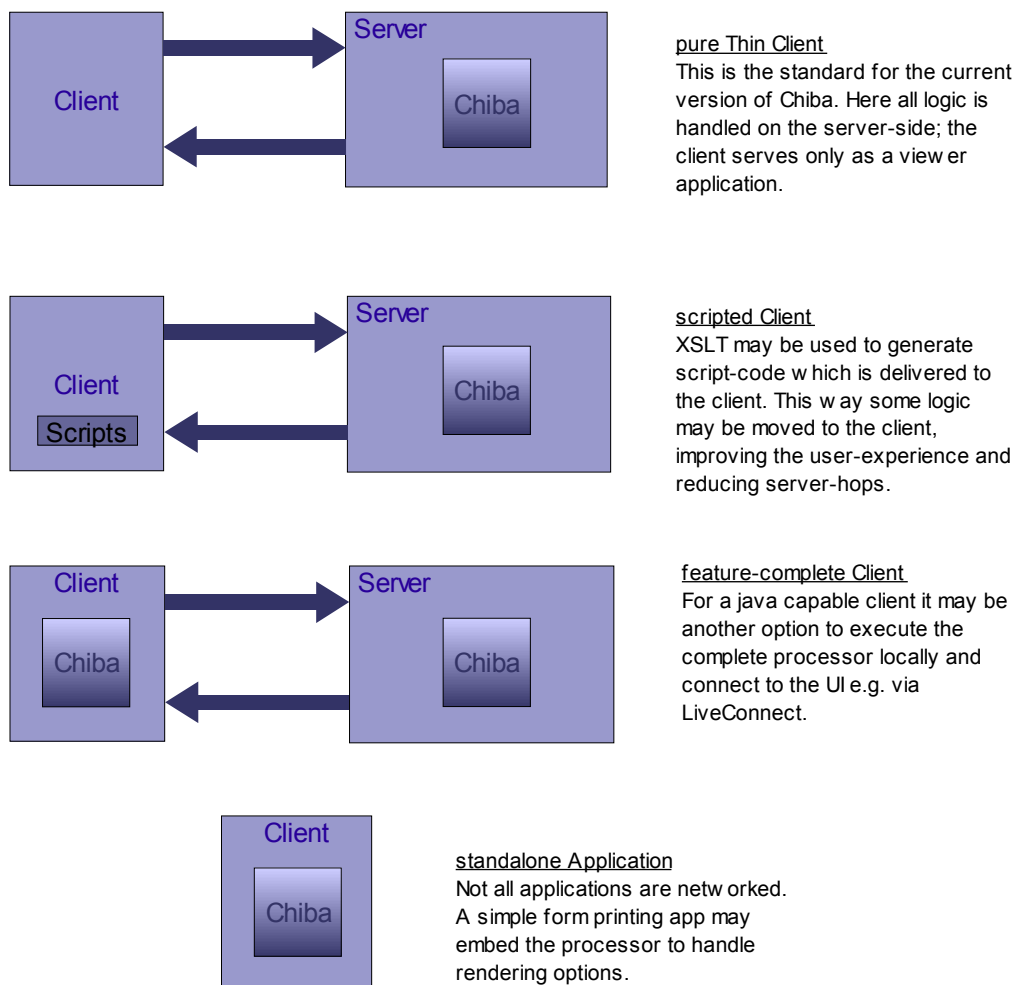 Client
Server
Chiba
pure Thin Client
This is the standard for the current
version of Chiba. Here all logic is
handled on the server-side; the
client serves only as a viewer
application.
Client
Scripts
Server
Chiba
scripted Client
XSLT may be used to generate
script-code which is delivered to
the client. This way some logic
may be moved to the client,
improving the user-experience and
reducing server-hops.
Client
Chiba
Server
Chiba
feature-complete Client
For a java capable client it may be
another option to execute the
complete processor locally and
connect to the UI e.g. via
LiveConnect.
Client
Chiba
standalone Application
Not all applications are networked.
A simple form printing app may
embed the processor to handle
rendering options.